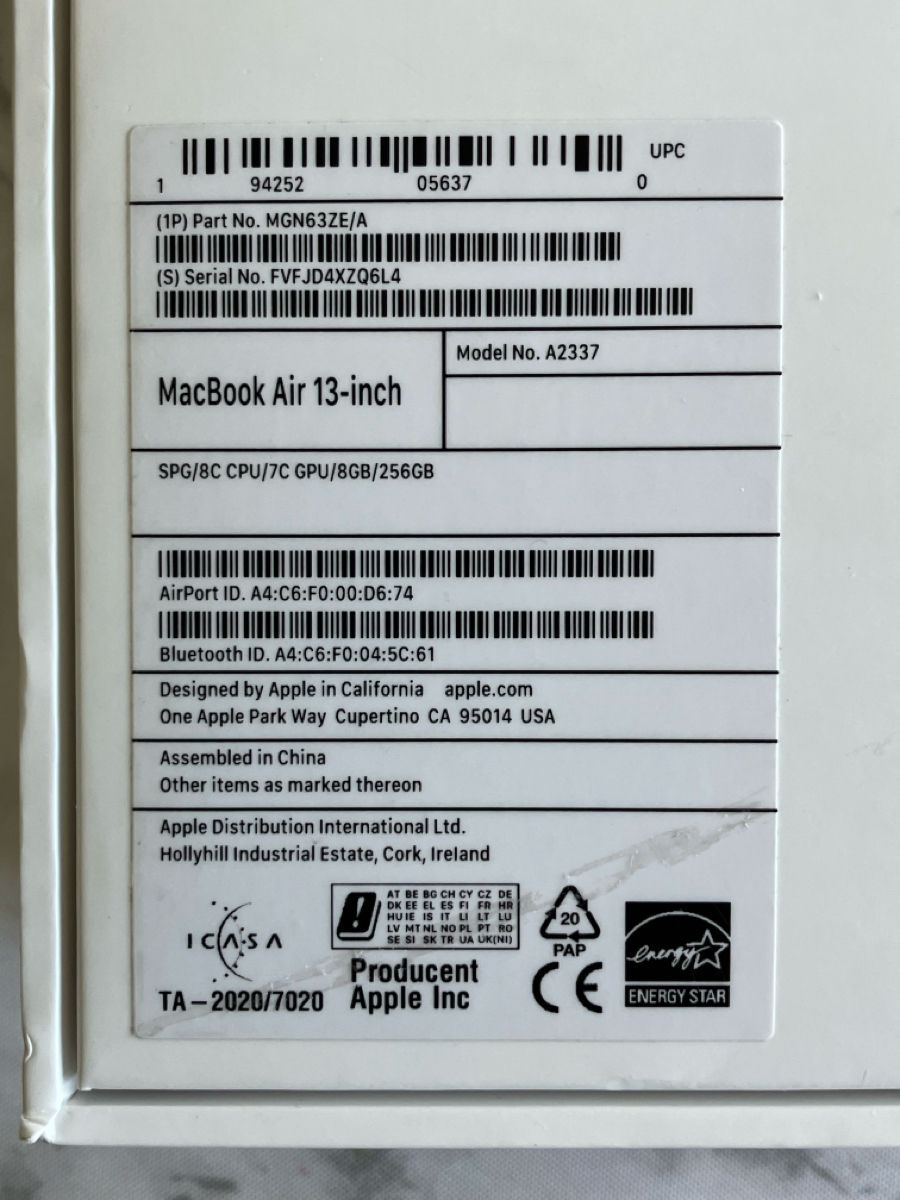 UPC
1 94252 05637 0
(1P) Part No. MGN63ZE/A
(S) Serial No. FVFJD4XZQ6L4
Model No. A2337
MacBook Air 13-inch
SPG/8C CPU/7C GPU/8GB/256GB
AirPort ID. A4:C6:F0:00:D6:74
Bluetooth ID. A4:C6:F0:04:5C:61
Designed by Apple in California apple.com
One Apple Park Way Cupertino CA 95014 USA
Assembled in China
Other items as marked thereon
Apple Distribution International Ltd.
Hollyhill Industrial Estate, Cork, Ireland
ICASA
TA – 2020/7020
AT BE BG CH CY CZ DE
DK EE EL ES FI FR HR
HU IE IS IT LI LT LU
LV MT NL NO PL PT RO
SE SI SK TR UA UK(NI)
Producent
Apple Inc
20
PAP
CE
energy
ENERGY STAR